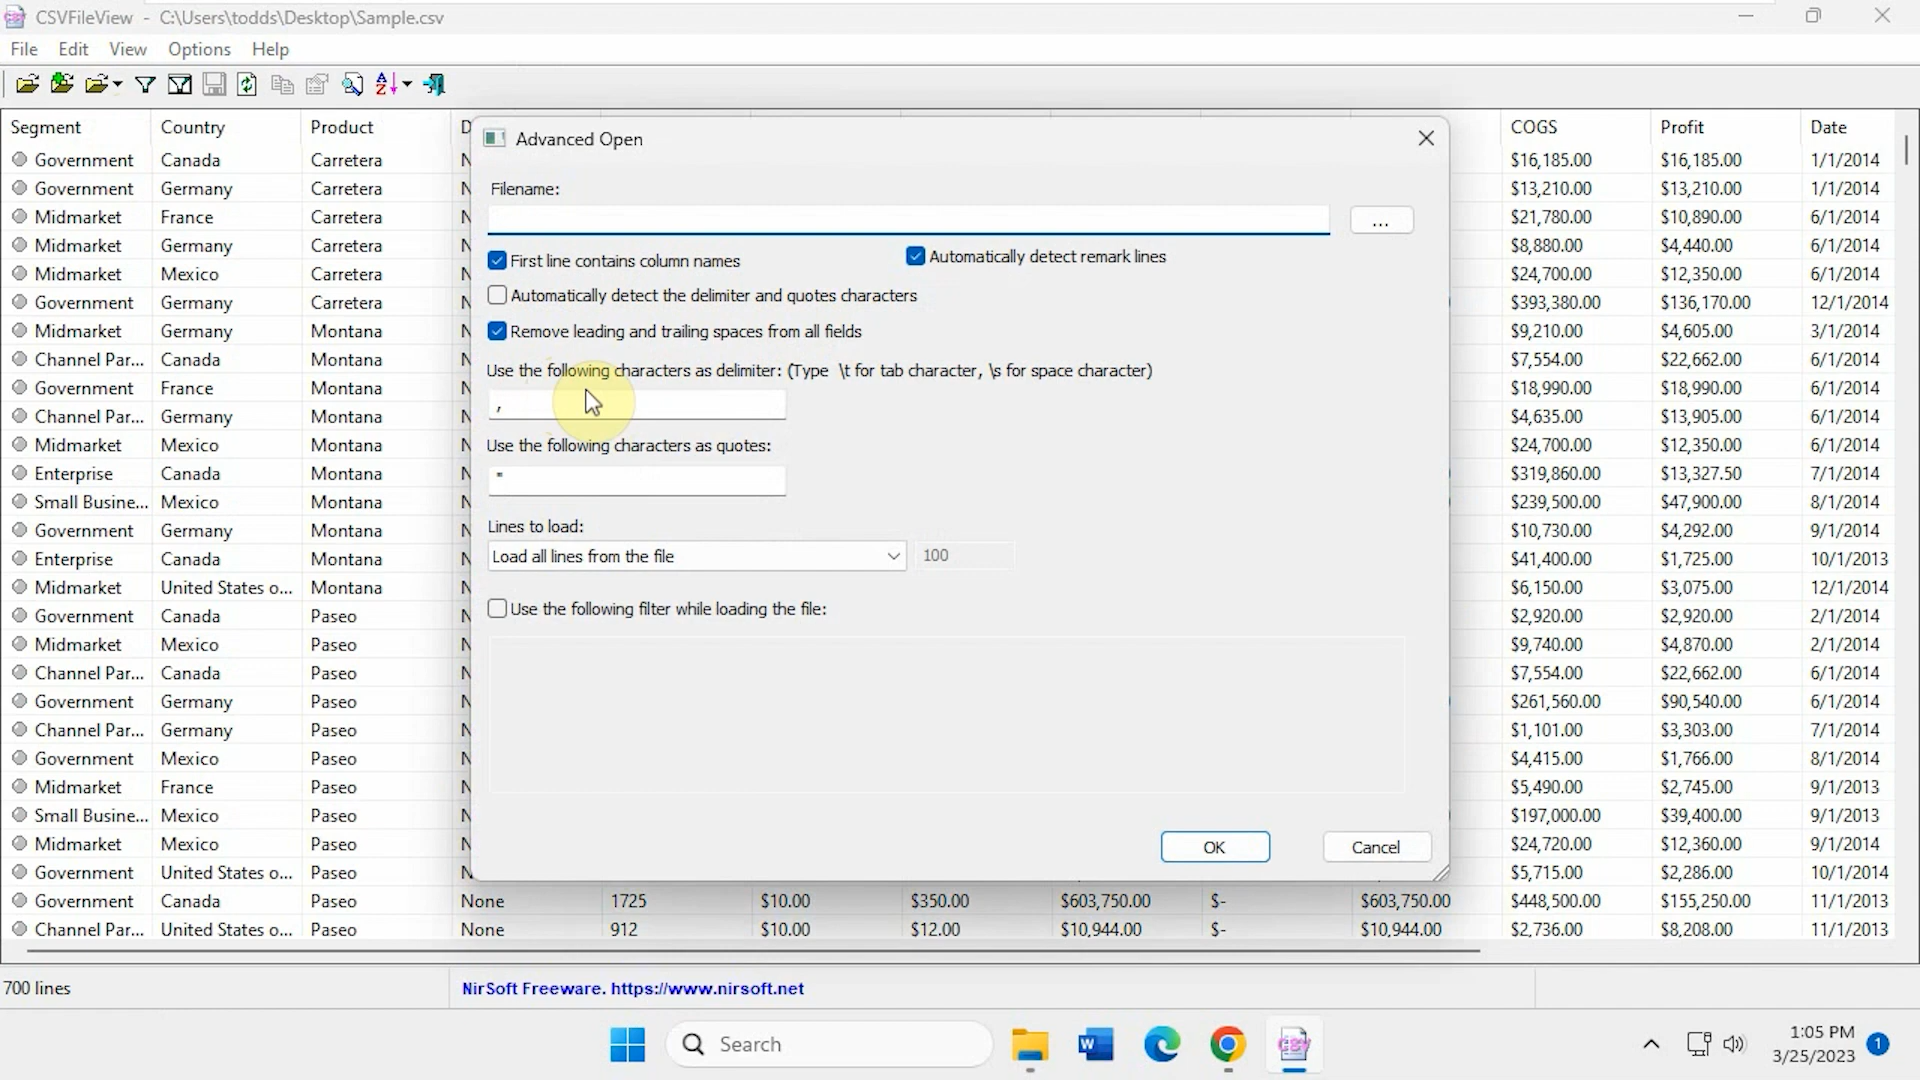 CSVFileView - C:\Users\todds\Desktop\Sample.csv
File Edit View Options Help
Segment Country Product D COGS Profit Date
Government Canada Carretera N $16,185.00 $16,185.00 1/1/2014
Government Germany Carretera N $13,210.00 $13,210.00 1/1/2014
Midmarket France Carretera N $21,780.00 $10,890.00 6/1/2014
Midmarket Germany Carretera N $8,880.00 $4,440.00 6/1/2014
Midmarket Mexico Carretera N $24,700.00 $12,350.00 6/1/2014
Government Germany Carretera N $393,380.00 $136,170.00 12/1/2014
Midmarket Germany Montana N $9,210.00 $4,605.00 3/1/2014
Channel Par... Canada Montana N $7,554.00 $22,662.00 6/1/2014
Government France Montana N $18,990.00 $18,990.00 6/1/2014
Channel Par... Germany Montana N $4,635.00 $13,905.00 6/1/2014
Midmarket Mexico Montana N $24,700.00 $12,350.00 6/1/2014
Enterprise Canada Montana N $319,860.00 $13,327.50 7/1/2014
Small Busine... Mexico Montana N $239,500.00 $47,900.00 8/1/2014
Government Germany Montana N $10,730.00 $4,292.00 9/1/2014
Enterprise Canada Montana N $41,400.00 $1,725.00 10/1/2013
Midmarket United States o... Montana N $6,150.00 $3,075.00 12/1/2014
Government Canada Paseo N $2,920.00 $2,920.00 2/1/2014
Midmarket Mexico Paseo N $9,740.00 $4,870.00 2/1/2014
Channel Par... Canada Paseo N $7,554.00 $22,662.00 6/1/2014
Government Germany Paseo N $261,560.00 $90,540.00 6/1/2014
Channel Par... Germany Paseo N $1,101.00 $3,303.00 7/1/2014
Government Mexico Paseo N $4,415.00 $1,766.00 8/1/2014
Midmarket France Paseo N $5,490.00 $2,745.00 9/1/2013
Small Busine... Mexico Paseo N $197,000.00 $39,400.00 9/1/2013
Midmarket Mexico Paseo N $24,720.00 $12,360.00 9/1/2014
Government United States o... Paseo N $5,715.00 $2,286.00 10/1/2014
Government Canada Paseo None 1725 $10.00 $350.00 $603,750.00 $- $603,750.00 $448,500.00 $155,250.00 11/1/2013
Channel Par... United States o... Paseo None 912 $10.00 $12.00 $10,944.00 $- $10,944.00 $2,736.00 $8,208.00 11/1/2013
Advanced Open
Filename:
...
First line contains column names Automatically detect remark lines
Automatically detect the delimiter and quotes characters
Remove leading and trailing spaces from all fields
Use the following characters as delimiter: (Type \t for tab character, \s for space character)
,
Use the following characters as quotes:
"
Lines to load:
Load all lines from the file 100
Use the following filter while loading the file:
OK Cancel
700 lines NirSoft Freeware. https://www.nirsoft.net
Search
1:05 PM
3/25/2023 1